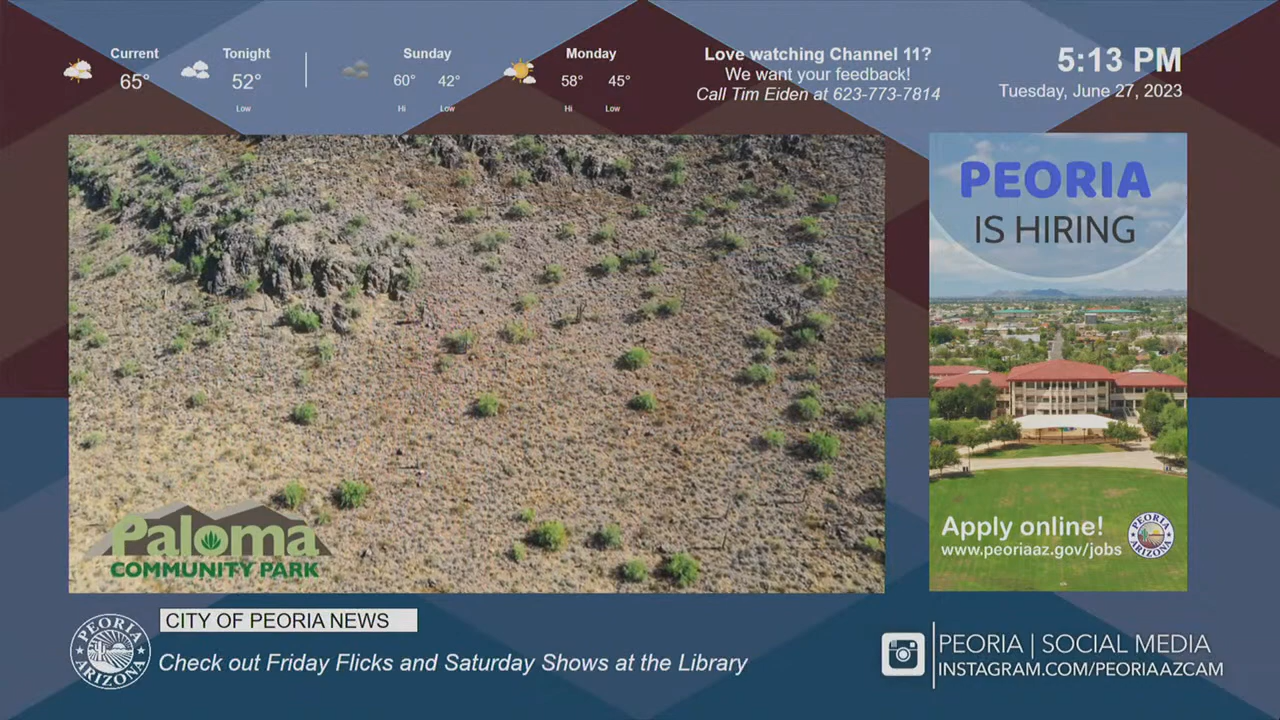 Current
65°
Tonight
52°
Low
Sunday
60° 42°
Hi Low
Monday
58° 45°
Hi Low
Love watching Channel 11?
We want your feedback!
Call Tim Eiden at 623-773-7814
5:13 PM
Tuesday, June 27, 2023
PEORIA
IS HIRING
Apply online!
www.peoriaaz.gov/jobs
PEORIA
ARIZONA
Paloma
COMMUNITY PARK
PEORIA
ARIZONA
CITY OF PEORIA NEWS
Check out Friday Flicks and Saturday Shows at the Library
PEORIA | SOCIAL MEDIA
INSTAGRAM.COM/PEORIAAZCAM